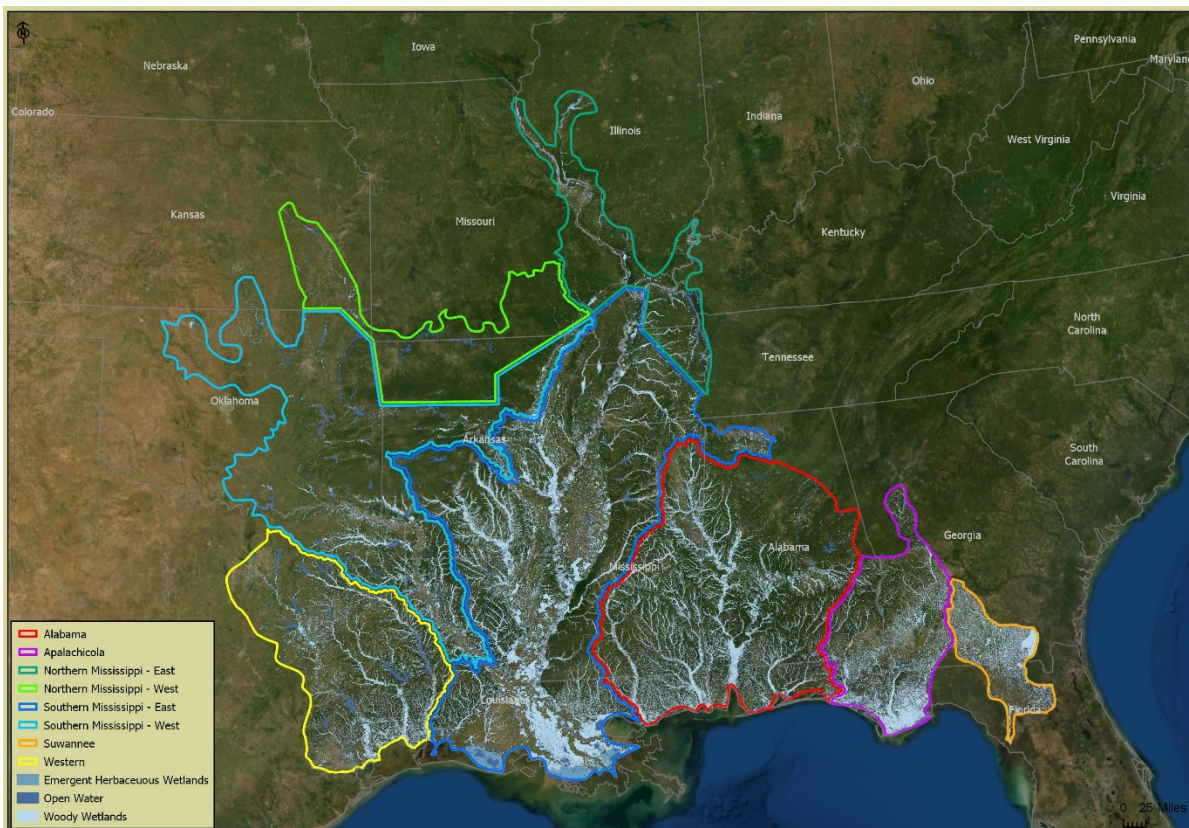 N
Iowa
Pennsylvania
Nebraska
Ohio
Maryland
Colorado
Illinois
Indiana
West Virginia
Virginia
Kansas
Missouri
Kentucky
North
Carolina
Tennessee
Oklahoma
Arkansas
South
Carolina
Georgia
Alabama
Mississippi
Louisiana
Florida
Alabama
Apalachicola
Northern Mississippi - East
Northern Mississippi - West
Southern Mississippi - East
Southern Mississippi - West
Suwannee
Western
Emergent Herbaceuous Wetlands
Open Water
Woody Wetlands
0 25 Miles